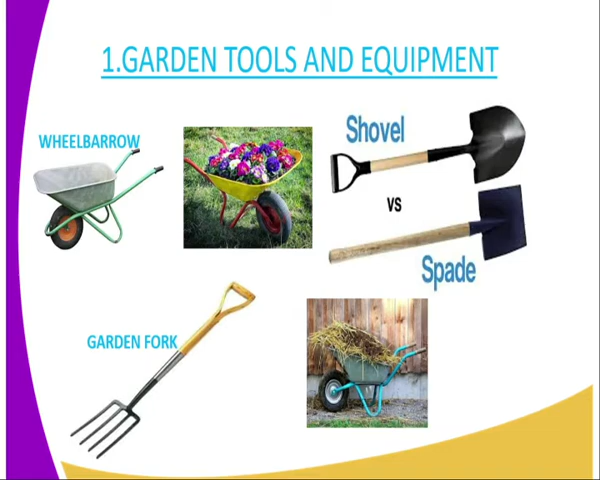 1.GARDEN TOOLS AND EQUIPMENT
WHEELBARROW
Shovel
vs
Spade
GARDEN FORK